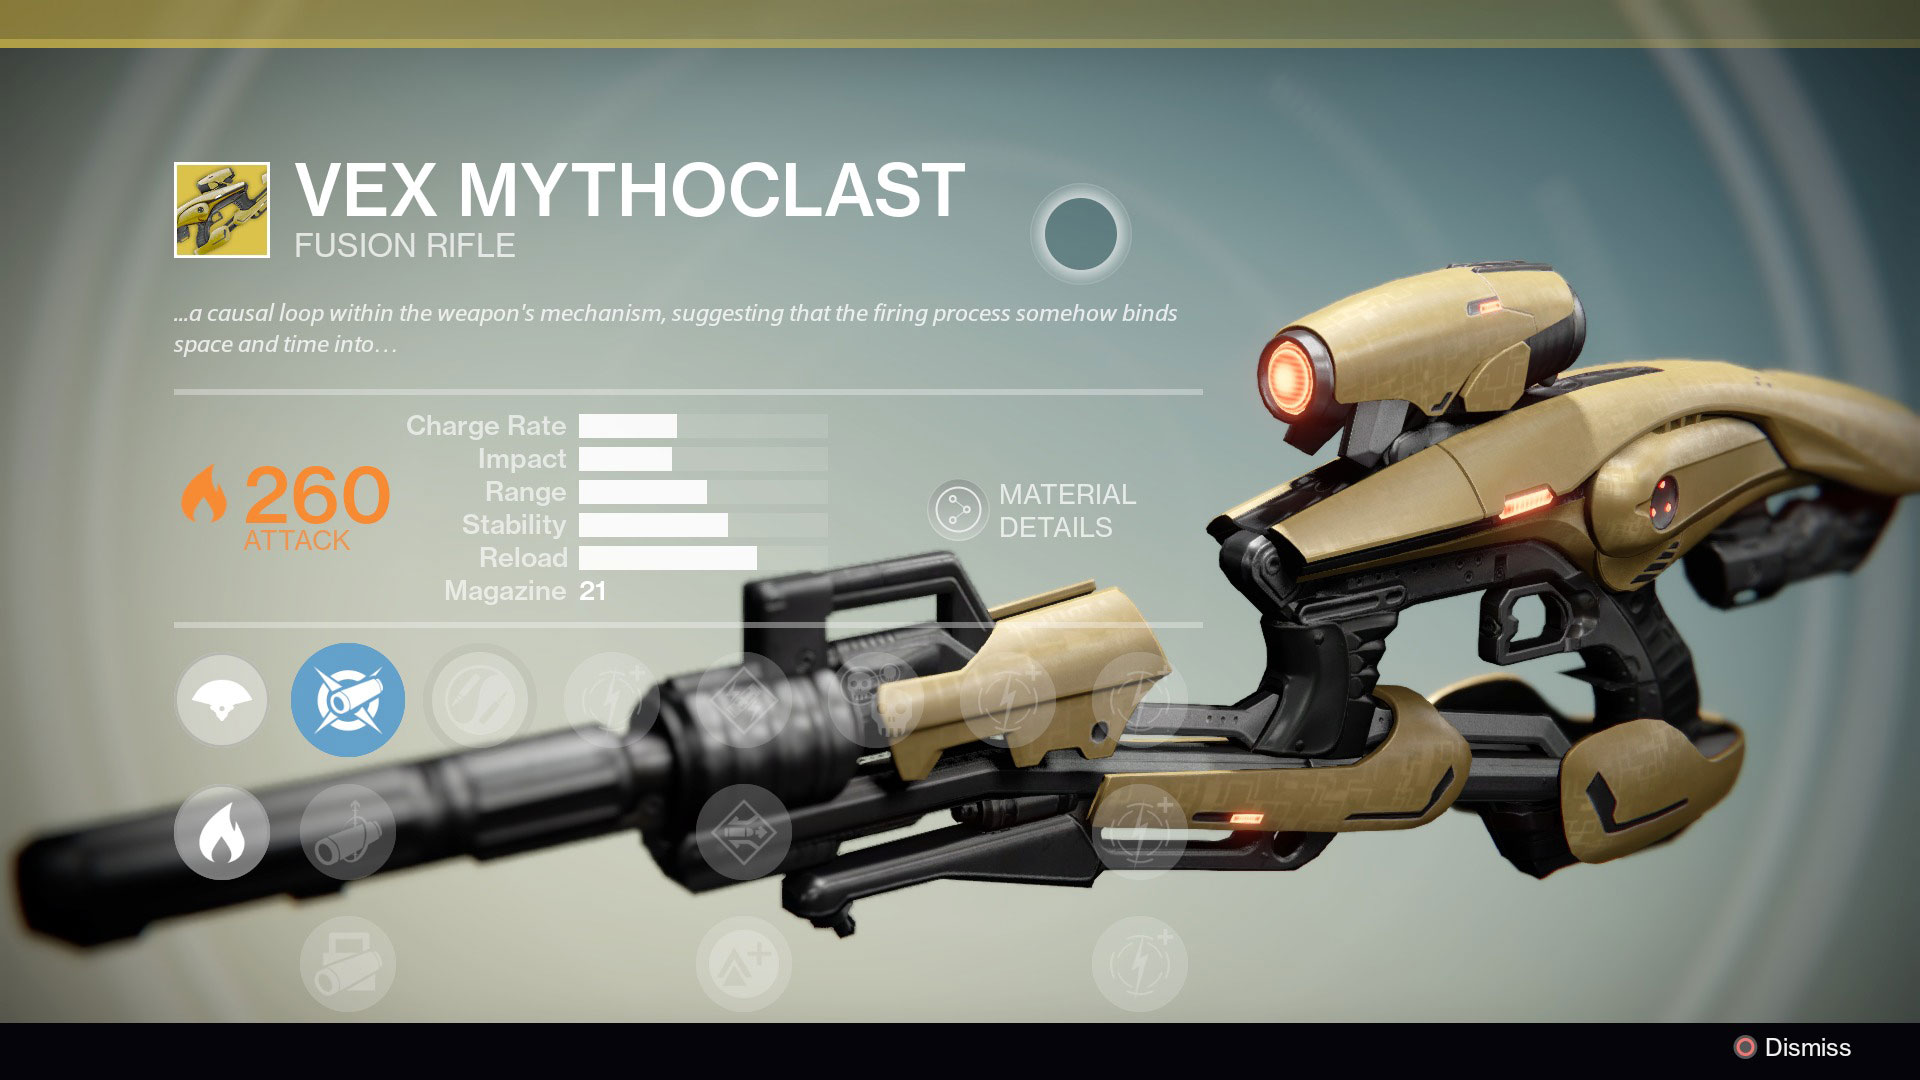 VEX MYTHOCLAST
FUSION RIFLE
...a causal loop within the weapon's mechanism, suggesting that the firing process somehow binds
space and time into...
260
ATTACK
Charge Rate
Impact
Range
Stability
Reload
Magazine 21
MATERIAL
DETAILS
Dismiss